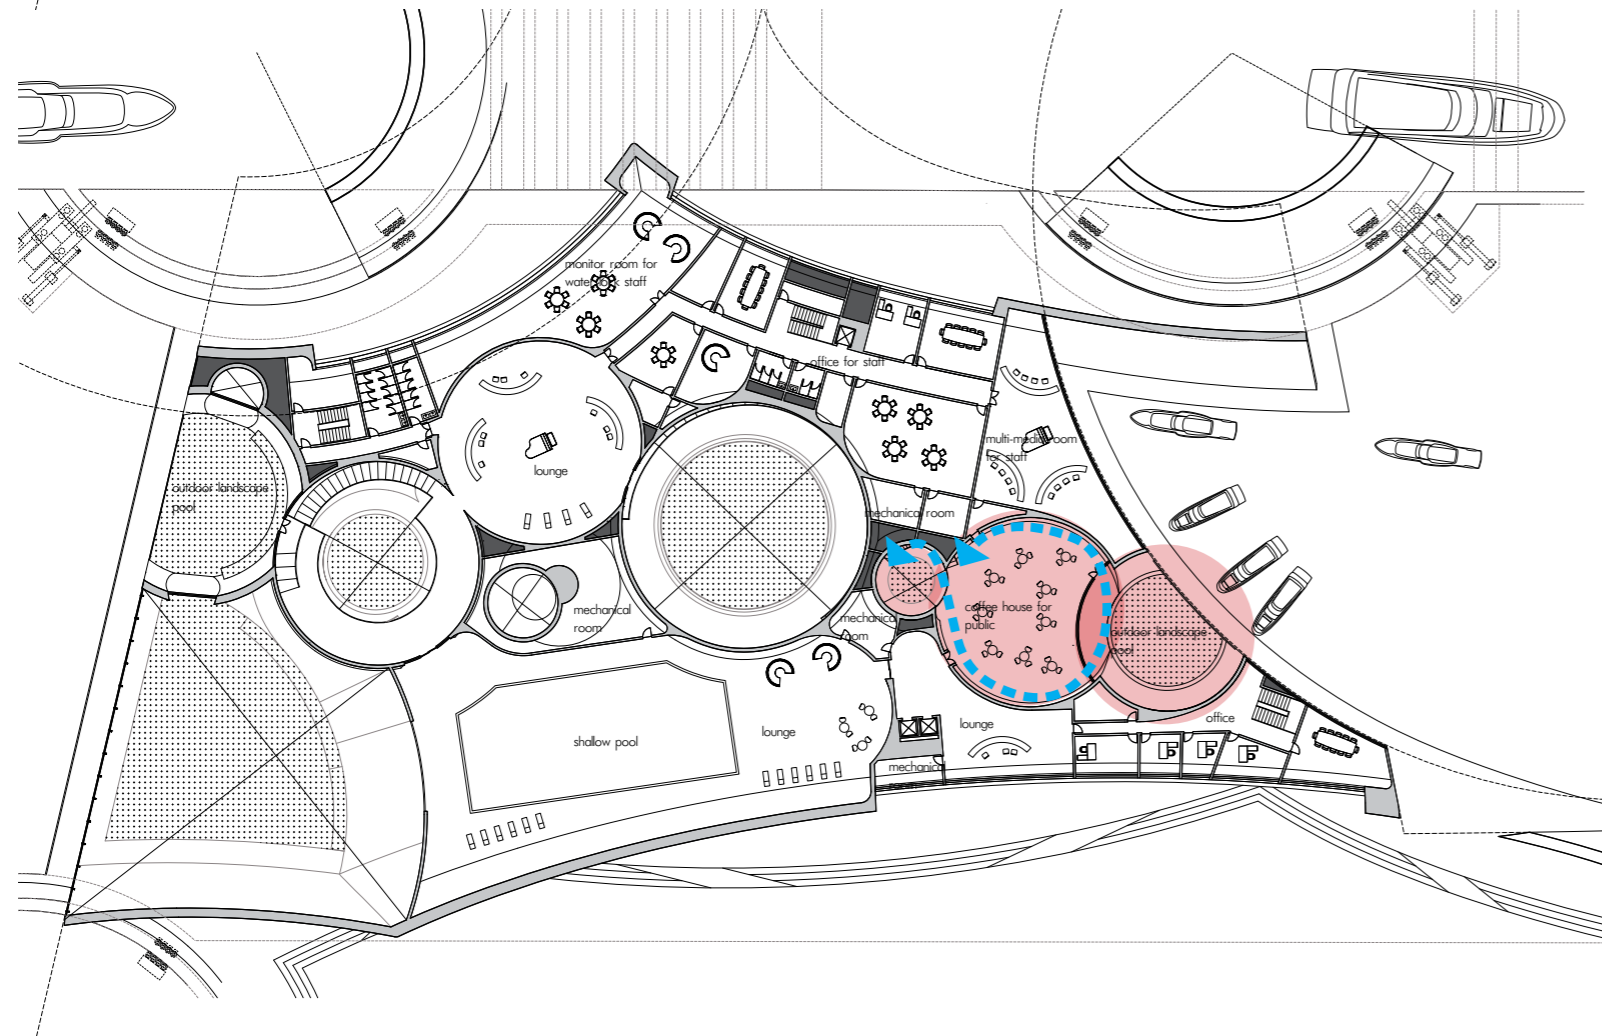 monitor room for
water lock staff
office for staff
multi-media room
for staff
lounge
outdoor landscape
pool
mechanical room
mechanical
room
coffee house for
public
mechanical
room
outdoor landscape
pool
lounge
lounge
office
shallow pool
mechanical